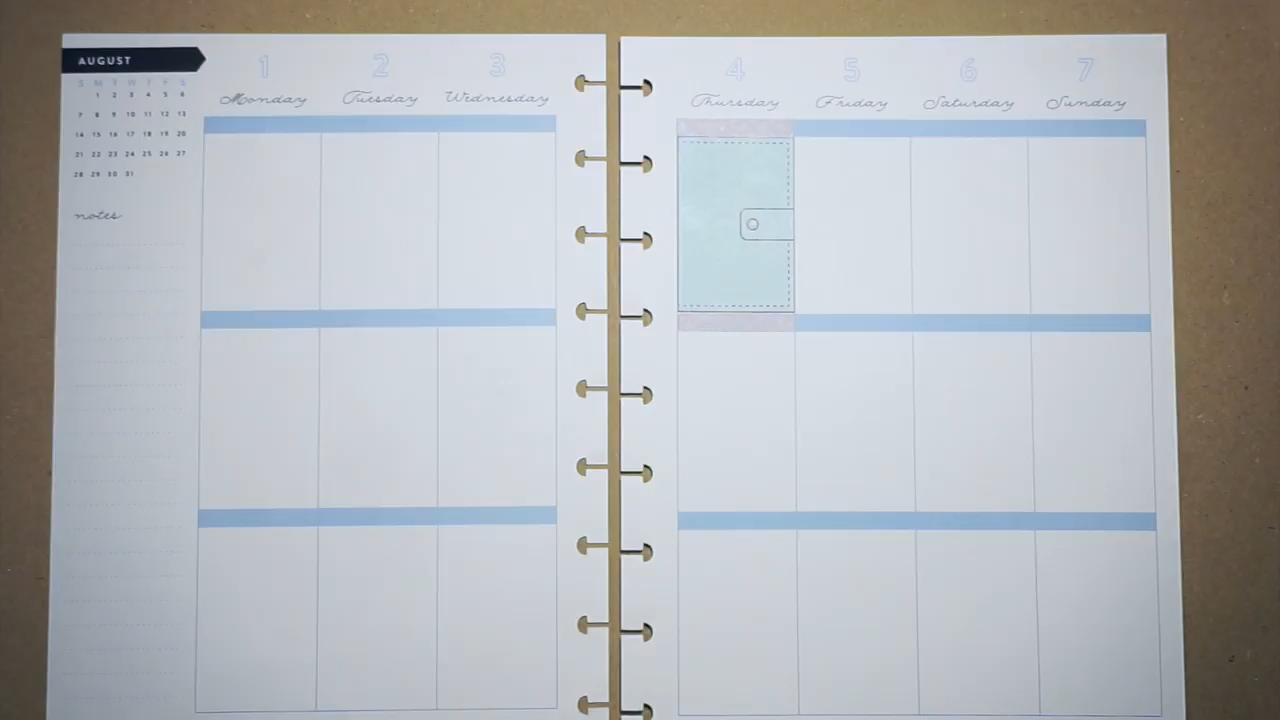 AUGUST
S M T W T F S
1 2 3 4 5 6
7 8 9 10 11 12 13
14 15 16 17 18 19 20
21 22 23 24 25 26 27
28 29 30 31
notes
1 2 3
Monday Tuesday Wednesday
4 5 6 7
Thursday Friday Saturday Sunday